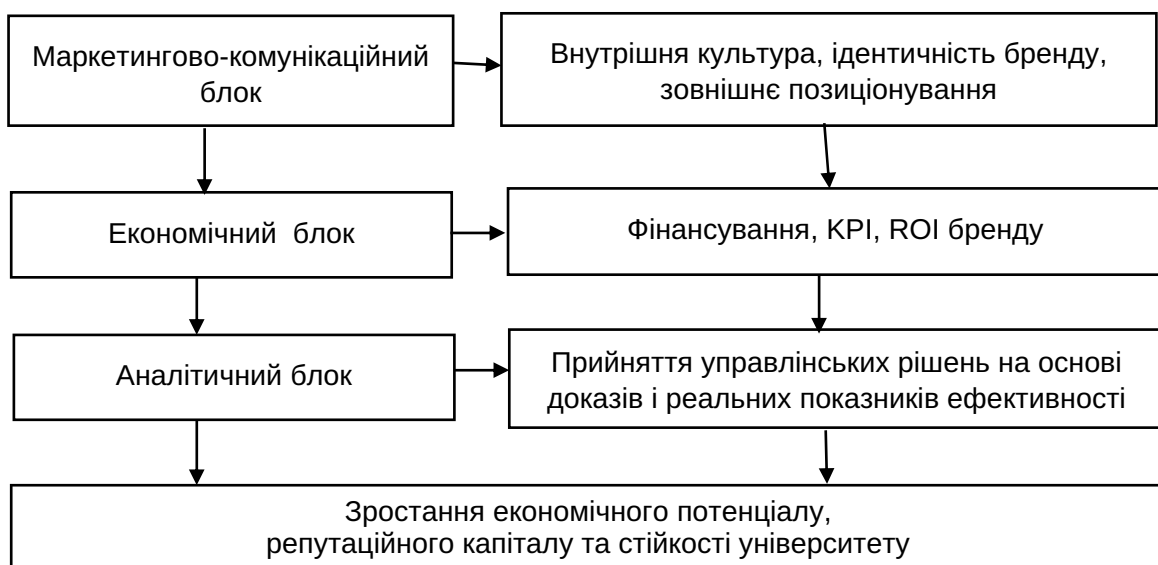 Маркетингово-комунікаційний
блок
Внутрішня культура, ідентичність бренду,
зовнішнє позиціонування
Економічний  блок
Фінансування, KPI, ROI бренду
Аналітичний блок
Прийняття управлінських рішень на основі
доказів і реальних показників ефективності
Зростання економічного потенціалу,
репутаційного капіталу та стійкості університету